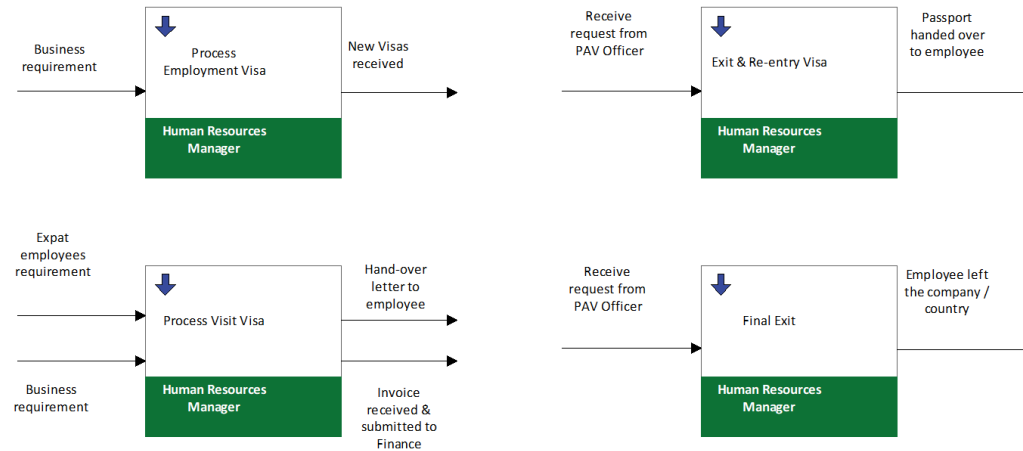 Business
requirement
Process
Employment Visa
Human Resources
Manager
New Visas
received
Receive
request from
PAV Officer
Exit & Re-entry Visa
Human Resources
Manager
Passport
handed over
to employee
Expat
employees
requirement
Business
requirement
Process Visit Visa
Human Resources
Manager
Hand-over
letter to
employee
Invoice
received &
submitted to
Finance
Receive
request from
PAV Officer
Final Exit
Human Resources
Manager
Employee left
the company /
country